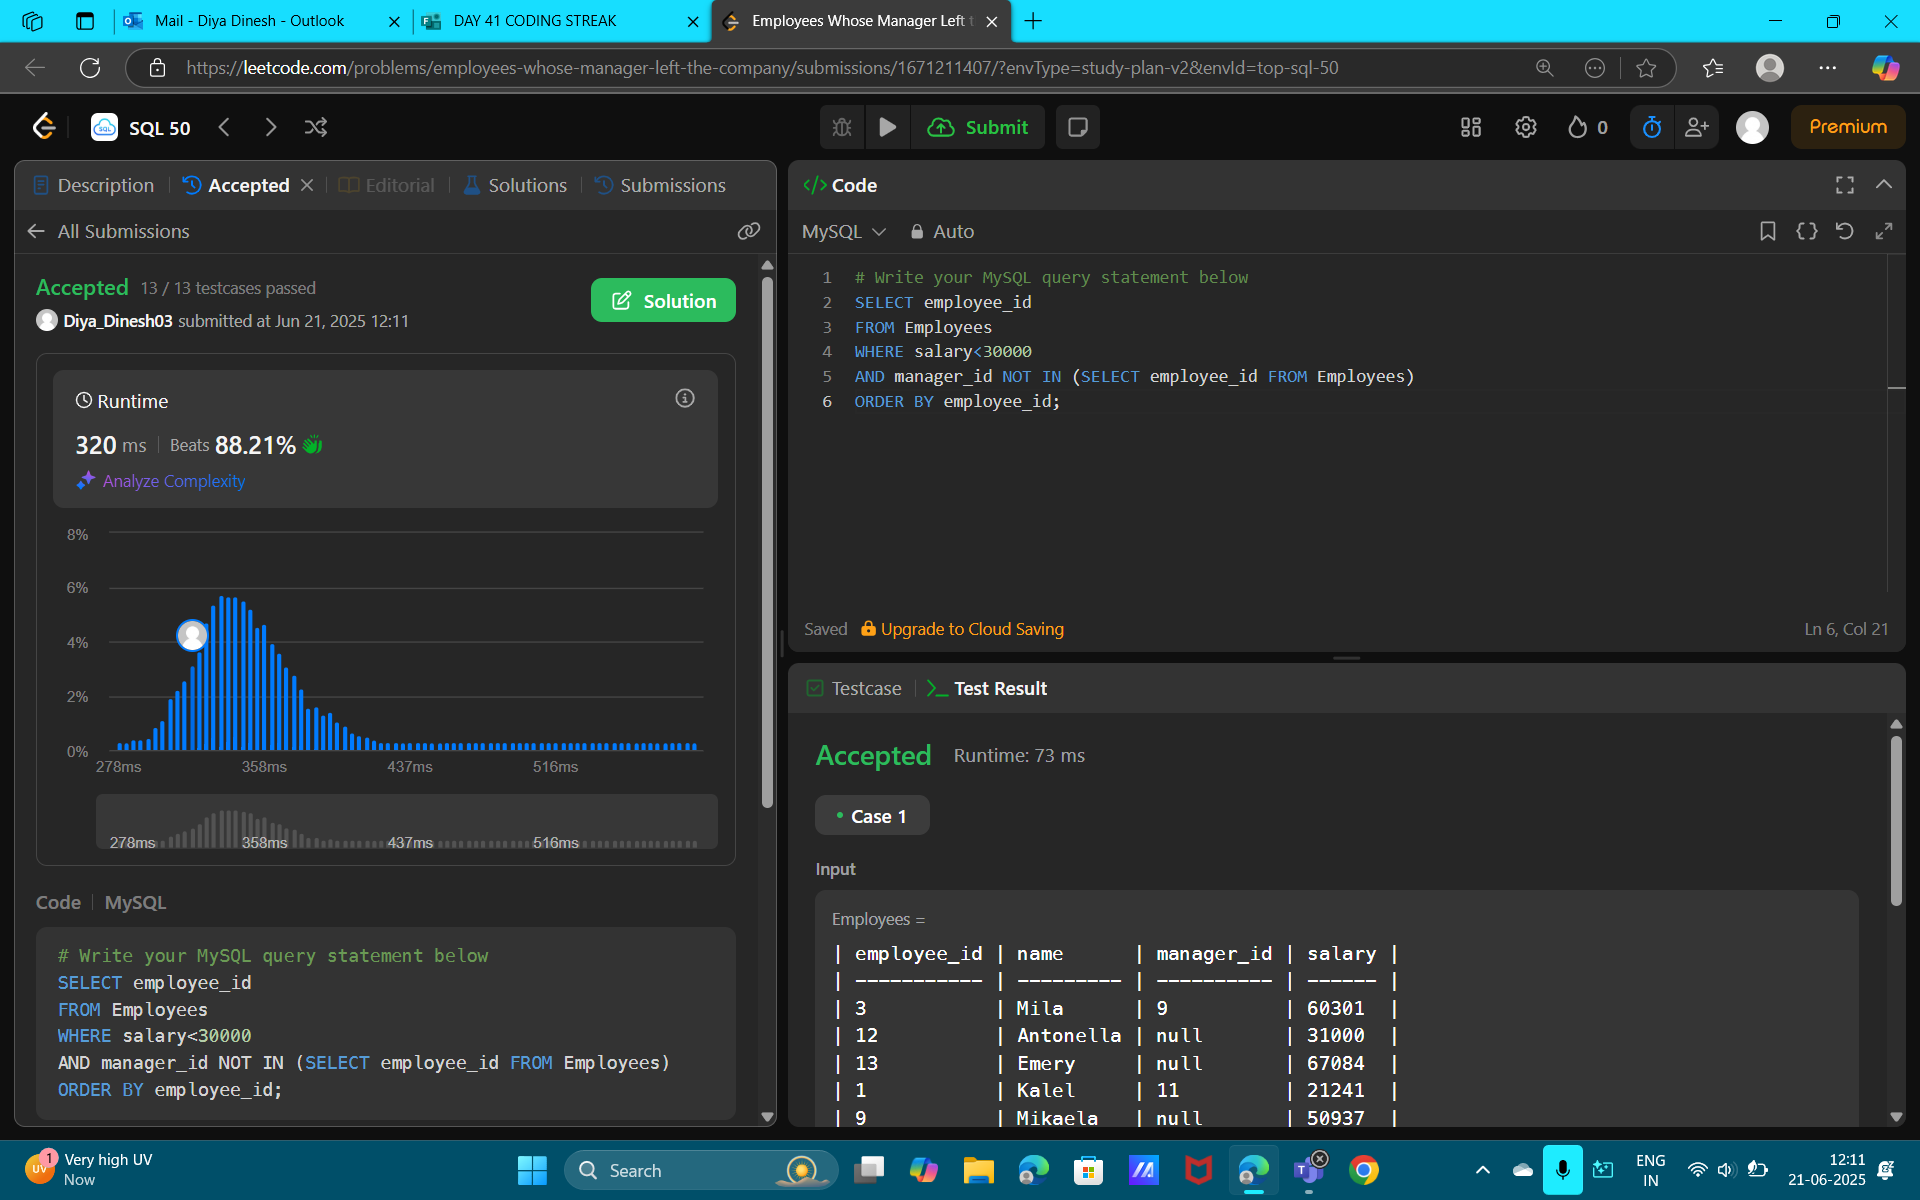 Mail - Diya Dinesh - Outlook
DAY 41 CODING STREAK
Employees Whose Manager Left t
https://leetcode.com/problems/employees-whose-manager-left-the-company/submissions/1671211407/?envType=study-plan-v2&envId=top-sql-50
SQL 50
Submit
0
Premium
Description
Accepted
Editorial
Solutions
Submissions
All Submissions
Accepted 13 / 13 testcases passed
Diya_Dinesh03 submitted at Jun 21, 2025 12:11
Solution
Runtime
320 ms Beats 88.21%
Analyze Complexity
8%
6%
4%
2%
0%
278ms 358ms 437ms 516ms
278ms 358ms 437ms 516ms
Code MySQL
# Write your MySQL query statement below
SELECT employee_id
FROM Employees
WHERE salary<30000
AND manager_id NOT IN (SELECT employee_id FROM Employees)
ORDER BY employee_id;
</> Code
MySQL Auto
1 # Write your MySQL query statement below
2 SELECT employee_id
3 FROM Employees
4 WHERE salary<30000
5 AND manager_id NOT IN (SELECT employee_id FROM Employees)
6 ORDER BY employee_id;
Saved Upgrade to Cloud Saving
Ln 6, Col 21
Testcase
Test Result
Accepted Runtime: 73 ms
Case 1
Input
Employees =
| employee_id | name | manager_id | salary |
| ----------- | --------- | ---------- | ------ |
| 3 | Mila | 9 | 60301 |
| 12 | Antonella | null | 31000 |
| 13 | Emery | null | 67084 |
| 1 | Kalel | 11 | 21241 |
| 9 | Mikaela | null | 50937 |
UV
1
Very high UV
Now
Search
ENG
IN
12:11
21-06-2025